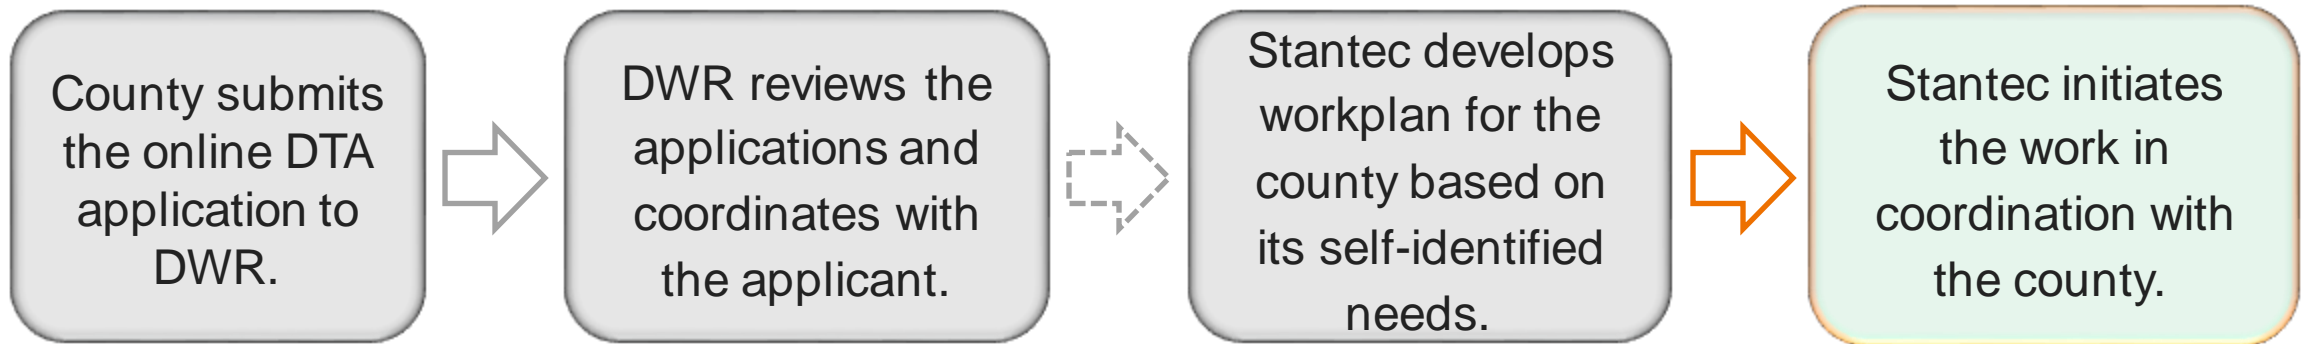 County submits
the online DTA
application to
DWR.
DWR reviews the
applications and
coordinates with
the applicant.
Stantec develops
workplan for the
county based on
its self-identified
needs.
Stantec initiates
the work in
coordination with
the county.